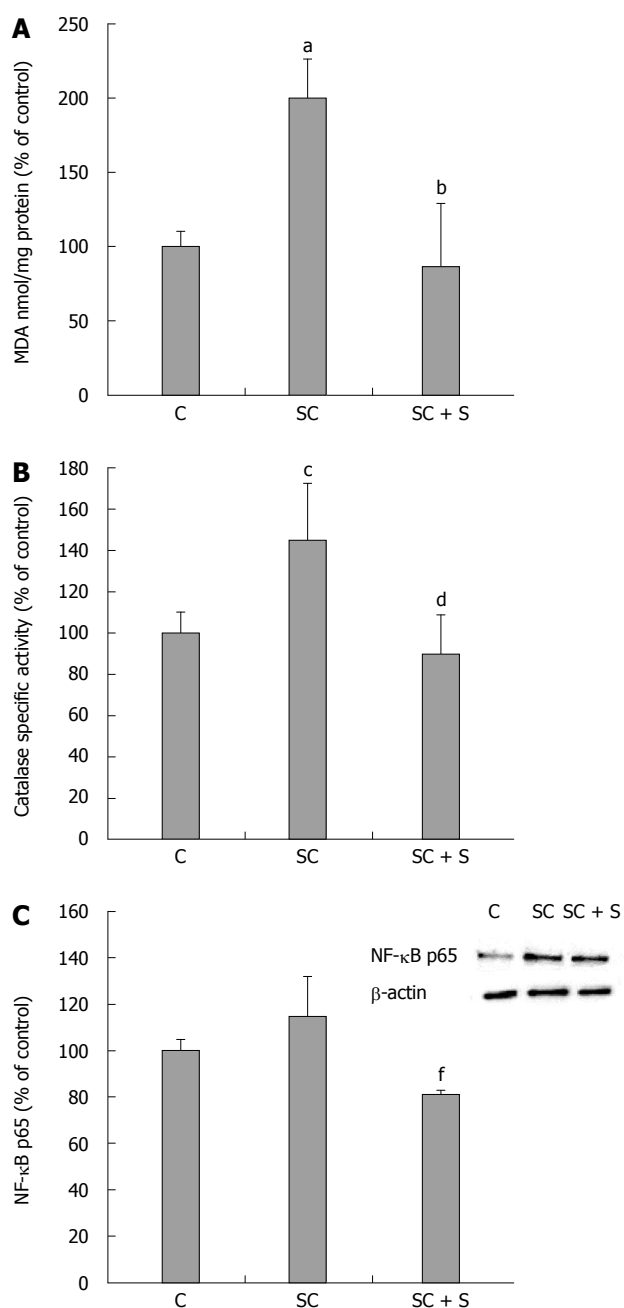 A
MDA nmol/mg protein (% of control)
250
200
150
100
50
0
a
b
C
SC
SC + S
B
Catalase specific activity (% of control)
180
160
140
120
100
80
60
40
20
0
c
d
C
SC
SC + S
C
NF-κB p65 (% of control)
160
140
120
100
80
60
40
20
0
f
C SC SC + S
NF-κB p65
β-actin
C
SC
SC + S